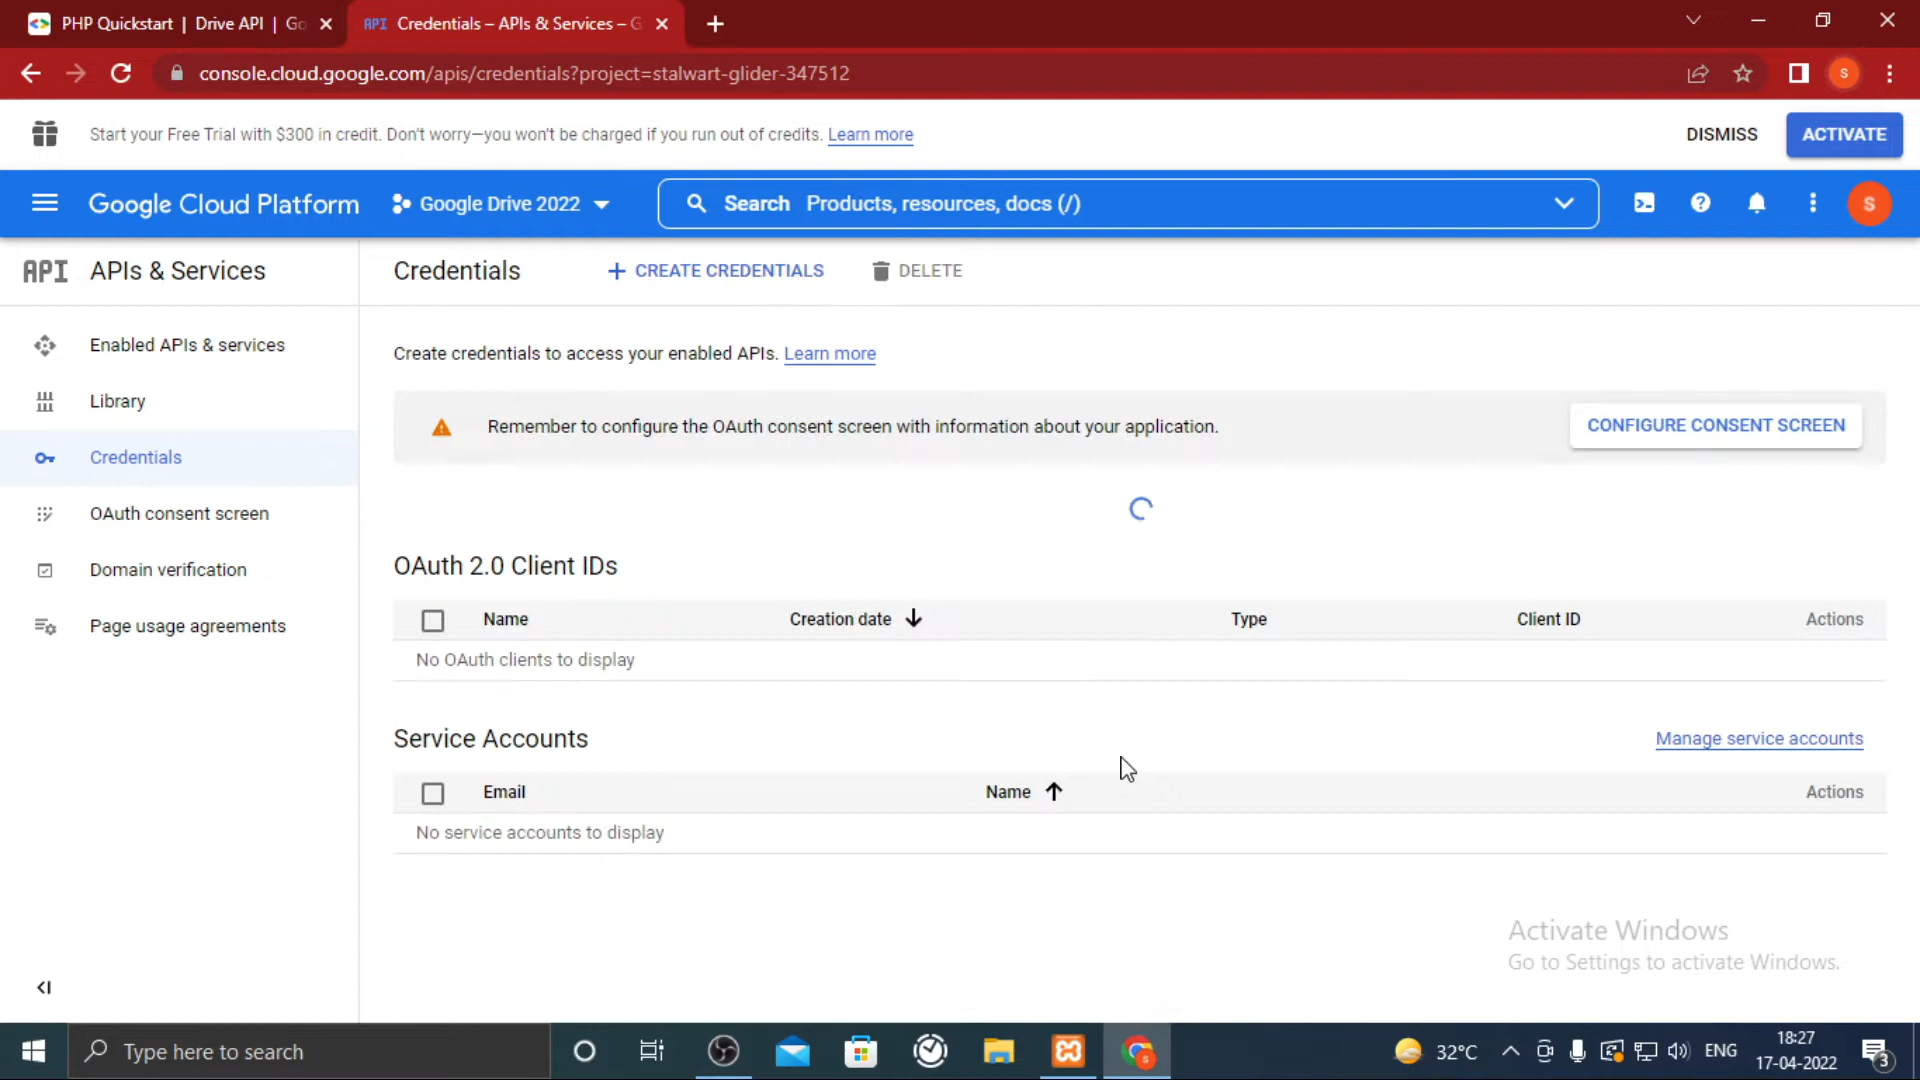 PHP Quickstart | Drive API | Go
API Credentials – APIs & Services – G
console.cloud.google.com/apis/credentials?project=stalwart-glider-347512
S
Start your Free Trial with $300 in credit. Don't worry—you won't be charged if you run out of credits. Learn more
DISMISS
ACTIVATE
Google Cloud Platform
Google Drive 2022
Search Products, resources, docs (/)
S
API APIs & Services
Credentials
CREATE CREDENTIALS
DELETE
Enabled APIs & services
Library
Credentials
OAuth consent screen
Domain verification
Page usage agreements
Create credentials to access your enabled APIs. Learn more
Remember to configure the OAuth consent screen with information about your application.
CONFIGURE CONSENT SCREEN
OAuth 2.0 Client IDs
Name Creation date Type Client ID Actions
No OAuth clients to display
Service Accounts
Manage service accounts
Email Name Actions
No service accounts to display
Activate Windows
Go to Settings to activate Windows.
Type here to search
32°C
ENG
18:27
17-04-2022
3